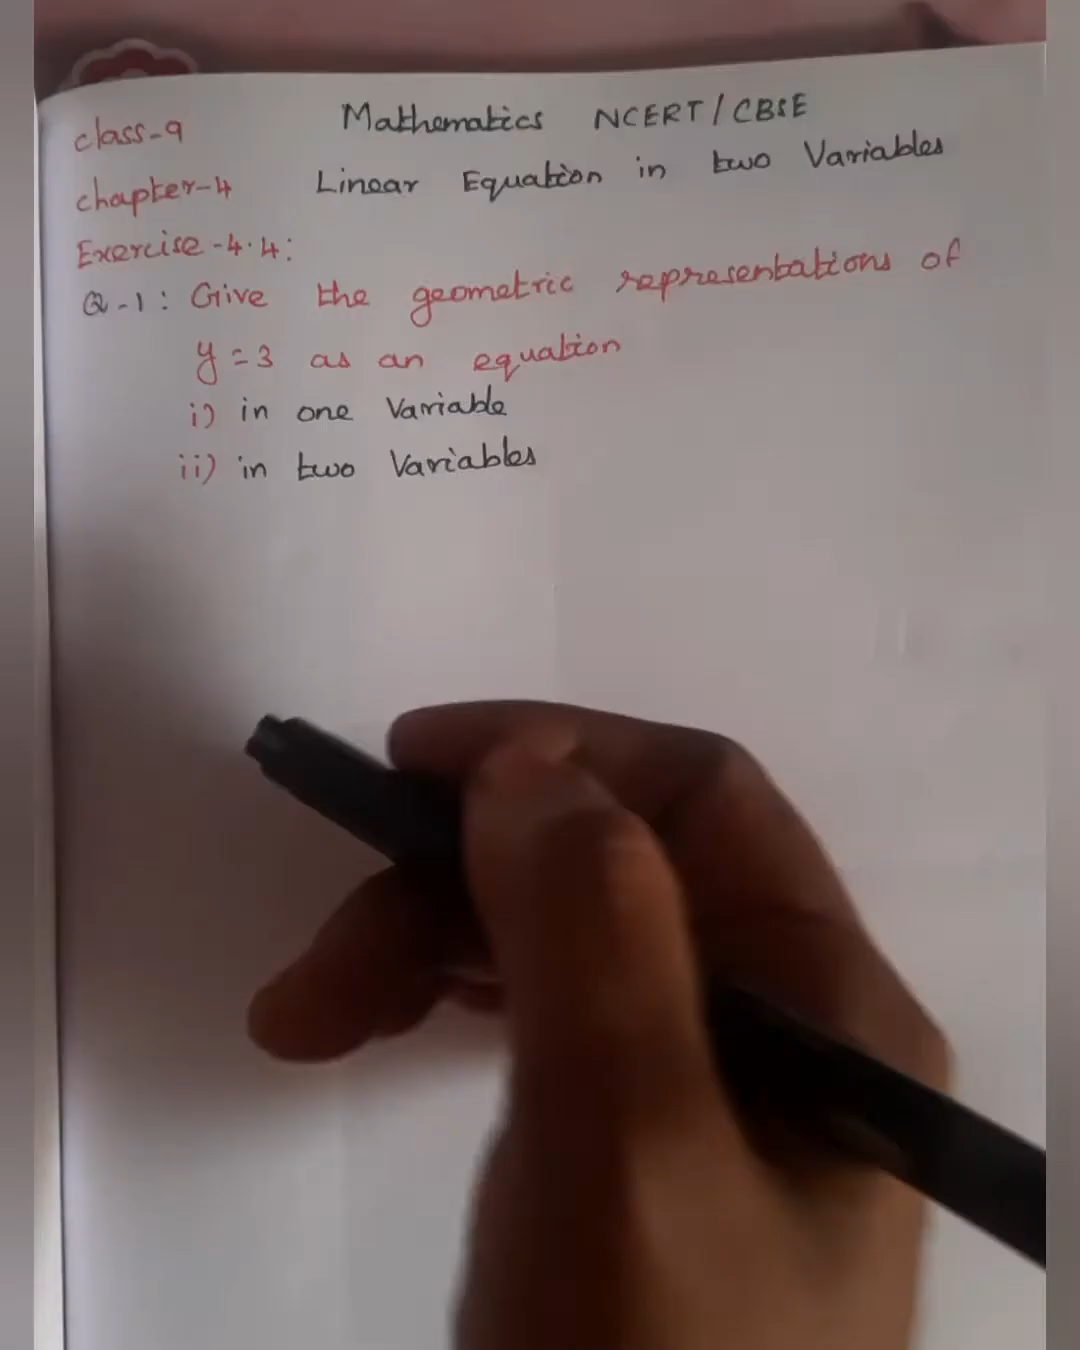 Mathematics NCERT/CBSE
class-9
chapter-4 Linear Equation in two Variables
Exercise-4.4:
Q-1: Give the geometric representations of
y=3 as an equation
i) in one Variable
ii) in two Variables